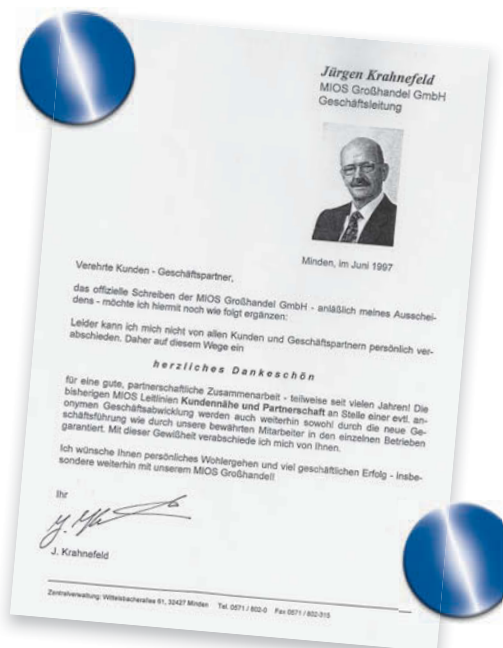 Jürgen Krahnefeld
MIOS Großhandel GmbH
Geschäftsleitung
Minden, im Juni 1997
Verehrte Kunden - Geschäftspartner,
das offizielle Schreiben der MIOS Großhandel GmbH - anläßlich meines Ausschei-
dens - möchte ich hiermit noch wie folgt ergänzen:
Leider kann ich mich nicht von allen Kunden und Geschäftspartnern persönlich ver-
abschieden. Daher auf diesem Wege ein
herzliches Dankeschön
für eine gute, partnerschaftliche Zusammenarbeit - teilweise seit vielen Jahren! Die
bisherigen MIOS Leitlinien Kundennähe und Partnerschaft an Stelle einer evtl. an-
onymen Geschäftsabwicklung werden auch weiterhin sowohl durch die neue Ge-
schäftsführung wie durch unsere bewährten Mitarbeiter in den einzelnen Betrieben
garantiert. Mit dieser Gewißheit verabschiede ich mich von Ihnen.
Ich wünsche Ihnen persönliches Wohlergehen und viel geschäftlichen Erfolg - insbe-
sondere weiterhin mit unserem MIOS Großhandel!
Ihr
J. Krahnefeld
Zentralverwaltung: Wittelsbacherallee 61, 32427 Minden Tel. 0571 / 802-0 Fax 0571 / 802-315